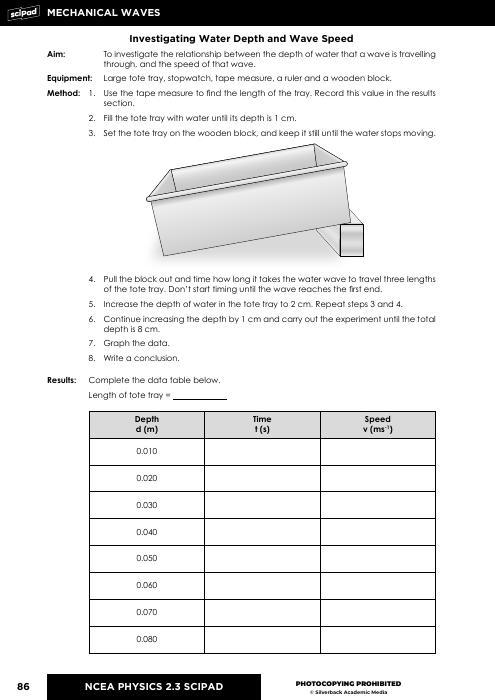 scipad MECHANICAL WAVES
Investigating Water Depth and Wave Speed
Aim: To investigate the relationship between the depth of water that a wave is travelling
through, and the speed of that wave.
Equipment: Large tote tray, stopwatch, tape measure, a ruler and a wooden block.
Method: 1. Use the tape measure to find the length of the tray. Record this value in the results
section.
2. Fill the tote tray with water until its depth is 1 cm.
3. Set the tote tray on the wooden block, and keep it still until the water stops moving.
4. Pull the block out and time how long it takes the water wave to travel three lengths
of the tote tray. Don't start timing until the wave reaches the first end.
5. Increase the depth of water in the tote tray to 2 cm. Repeat steps 3 and 4.
6. Continue increasing the depth by 1 cm and carry out the experiment until the total
depth is 8 cm.
7. Graph the data.
8. Write a conclusion.
Results: Complete the data table below.
Length of tote tray =
Depth Time Speed
d (m) t (s) v (ms⁻¹)
0.010
0.020
0.030
0.040
0.050
0.060
0.070
0.080
86 NCEA PHYSICS 2.3 SCIPAD PHOTOCOPYING PROHIBITED
© Silverback Academic Media